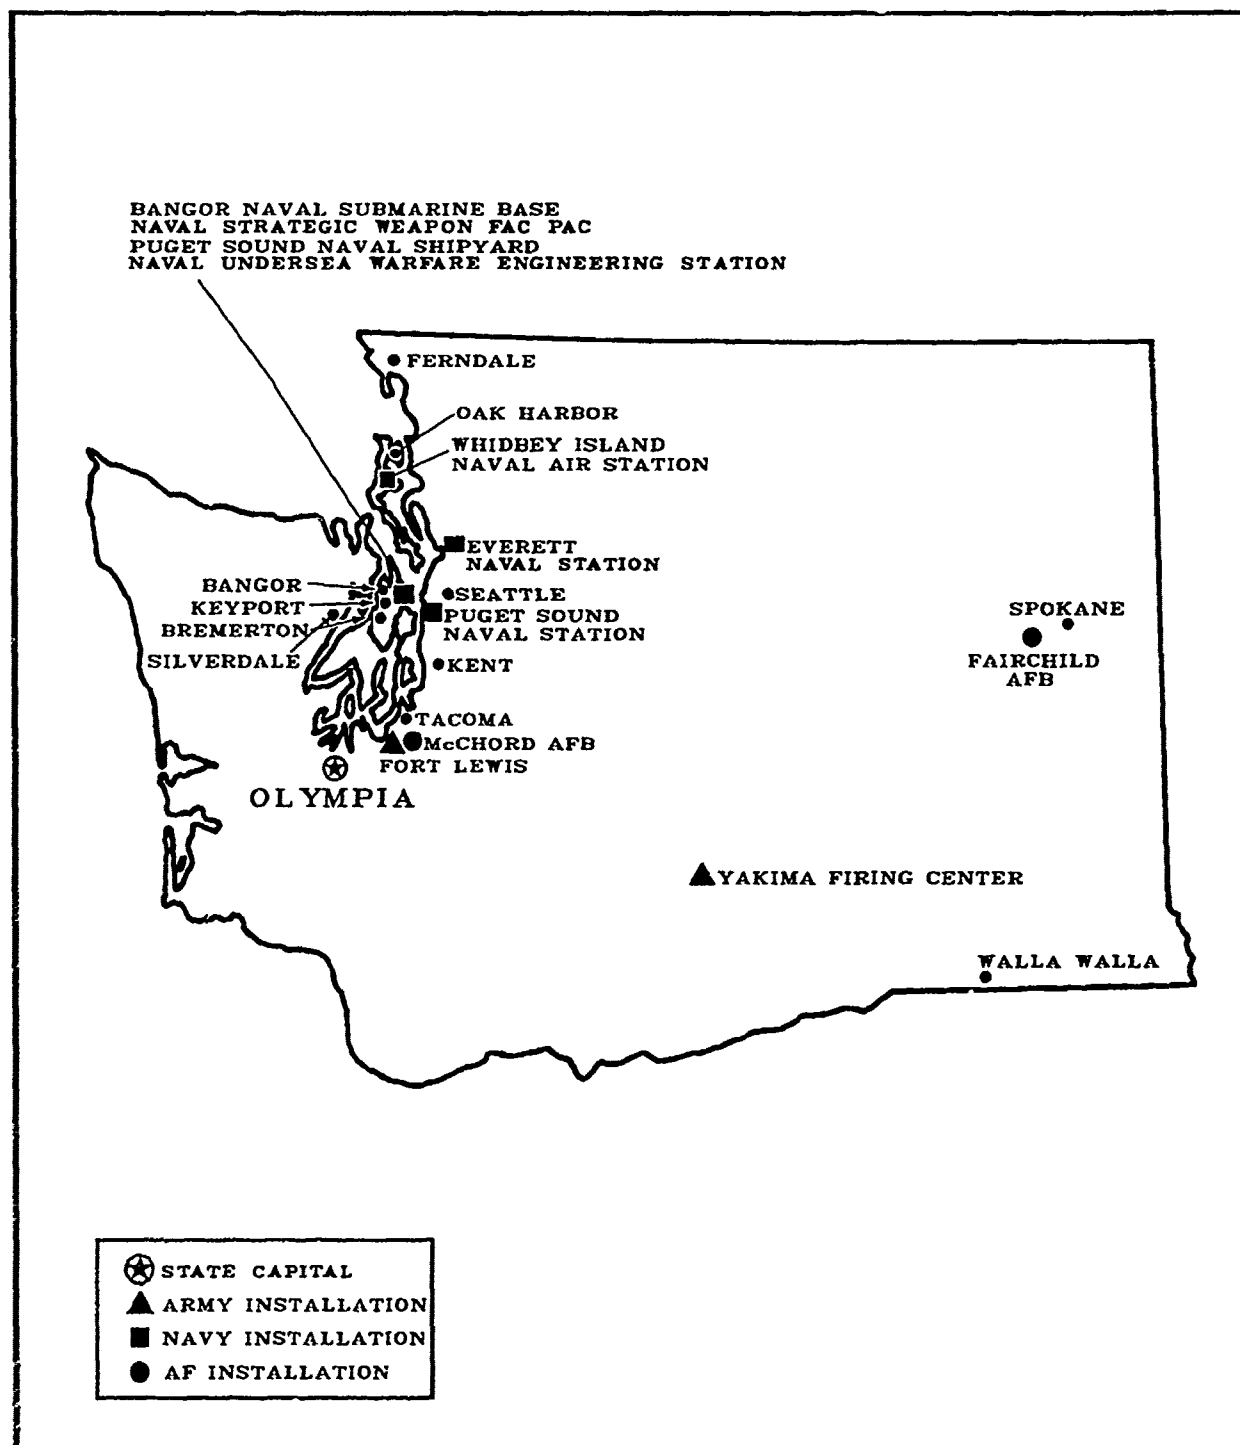 BANGOR NAVAL SUBMARINE BASE
NAVAL STRATEGIC WEAPON FAC PAC
PUGET SOUND NAVAL SHIPYARD
NAVAL UNDERSEA WARFARE ENGINEERING STATION
FERNDALE
OAK HARBOR
WHIDBEY ISLAND
NAVAL AIR STATION
EVERETT
NAVAL STATION
BANGOR
SEATTLE
KEYPORT
PUGET SOUND
NAVAL STATION
BREMERTON
SILVERDALE
KENT
SPOKANE
FAIRCHILD
AFB
TACOMA
McCHORD AFB
FORT LEWIS
OLYMPIA
YAKIMA FIRING CENTER
WALLA WALLA
STATE CAPITAL
ARMY INSTALLATION
NAVY INSTALLATION
AF INSTALLATION